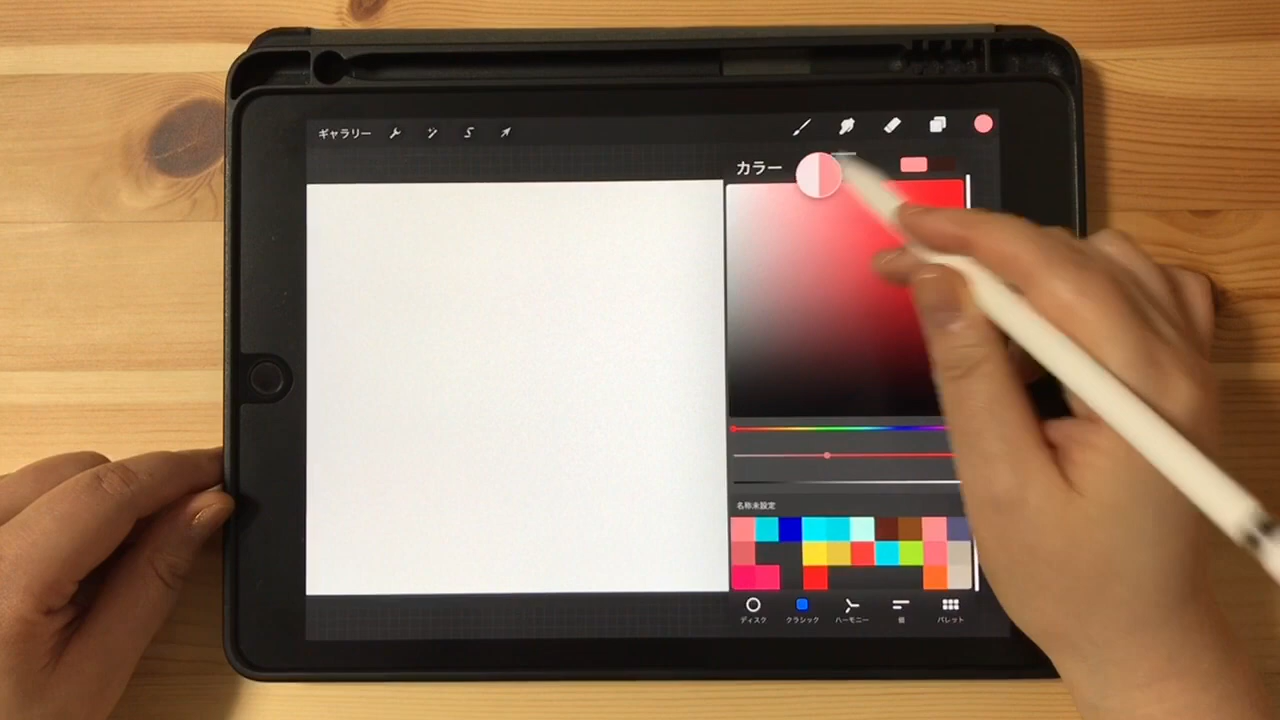 ギャラリー
カラー
名称未設定
ディスク
クラシック
ハーモニー
値
パレット